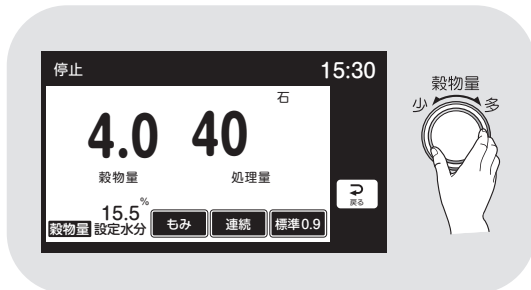 停止 15:30
穀物量
少 多
石
4.0 40
穀物量 処理量
戻る
15.5%
穀物量 設定水分 もみ 連続 標準0.9